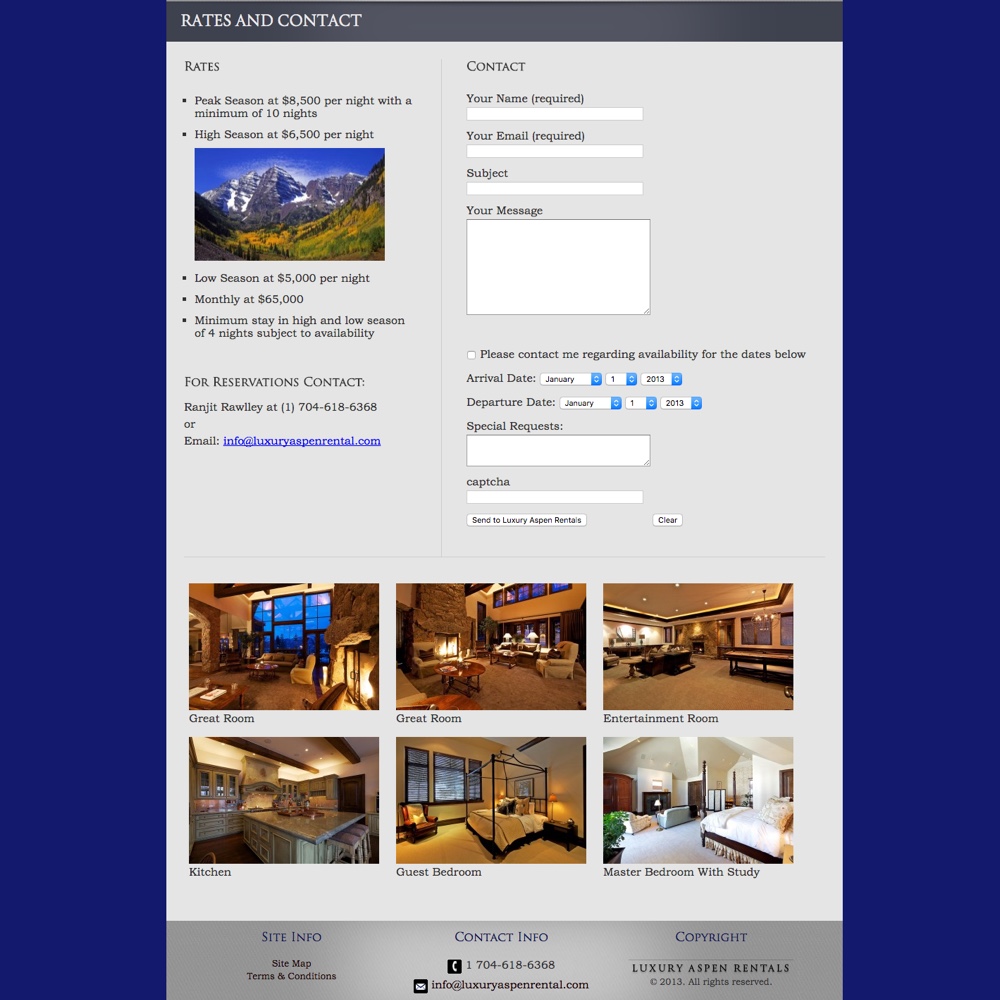 RATES AND CONTACT
RATES
Peak Season at $8,500 per night with a
minimum of 10 nights
High Season at $6,500 per night
Low Season at $5,000 per night
Monthly at $65,000
Minimum stay in high and low season
of 4 nights subject to availability
FOR RESERVATIONS CONTACT:
Ranjit Rawlley at (1) 704-618-6368
or
Email: info@luxuryaspenrental.com
CONTACT
Your Name (required)
Your Email (required)
Subject
Your Message
Please contact me regarding availability for the dates below
Arrival Date: January 1 2013
Departure Date: January 1 2013
Special Requests:
captcha
Send to Luxury Aspen Rentals Clear
Great Room Great Room Entertainment Room
Kitchen Guest Bedroom Master Bedroom With Study
SITE INFO
Site Map
Terms & Conditions
CONTACT INFO
1 704-618-6368
info@luxuryaspenrental.com
COPYRIGHT
LUXURY ASPEN RENTALS
© 2013. All rights reserved.